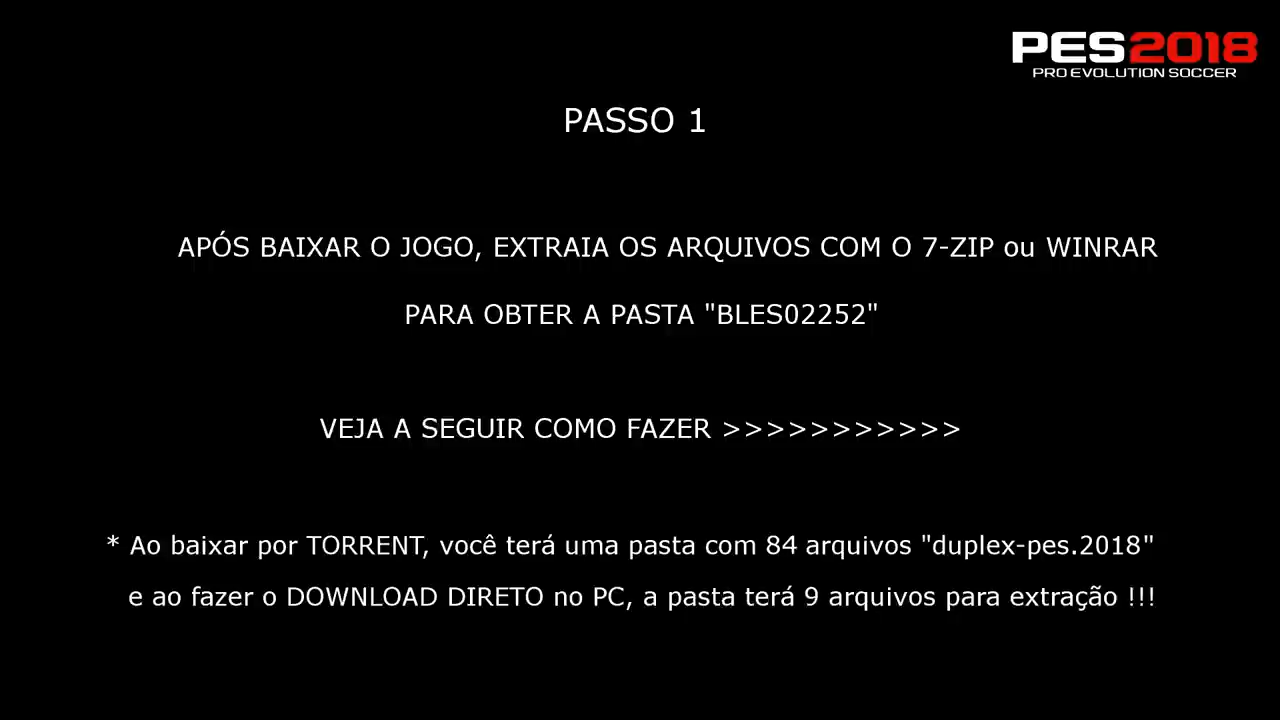 PES2018
PRO EVOLUTION SOCCER
PASSO 1
APÓS BAIXAR O JOGO, EXTRAIA OS ARQUIVOS COM O 7-ZIP ou WINRAR
PARA OBTER A PASTA "BLES02252"
VEJA A SEGUIR COMO FAZER >>>>>>>>>>>
* Ao baixar por TORRENT, você terá uma pasta com 84 arquivos "duplex-pes.2018"
e ao fazer o DOWNLOAD DIRETO no PC, a pasta terá 9 arquivos para extração !!!